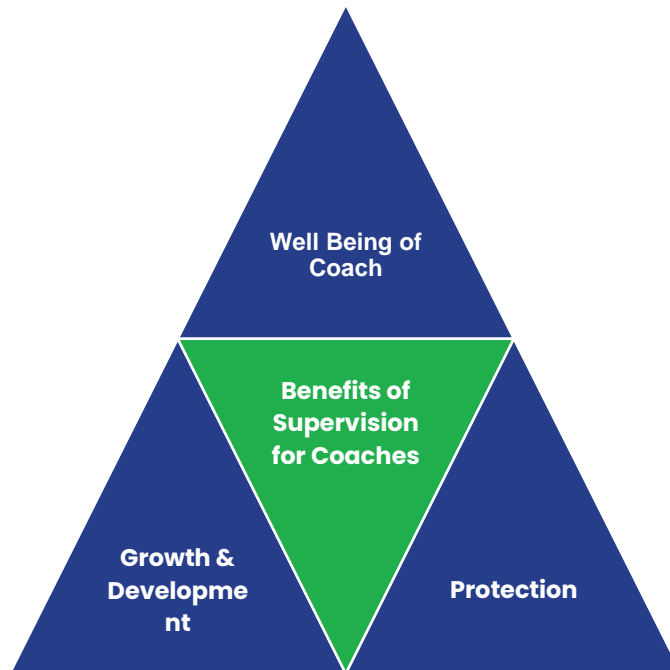 Well Being of
Coach
Benefits of
Supervision
for Coaches
Growth &
Developme
nt
Protection